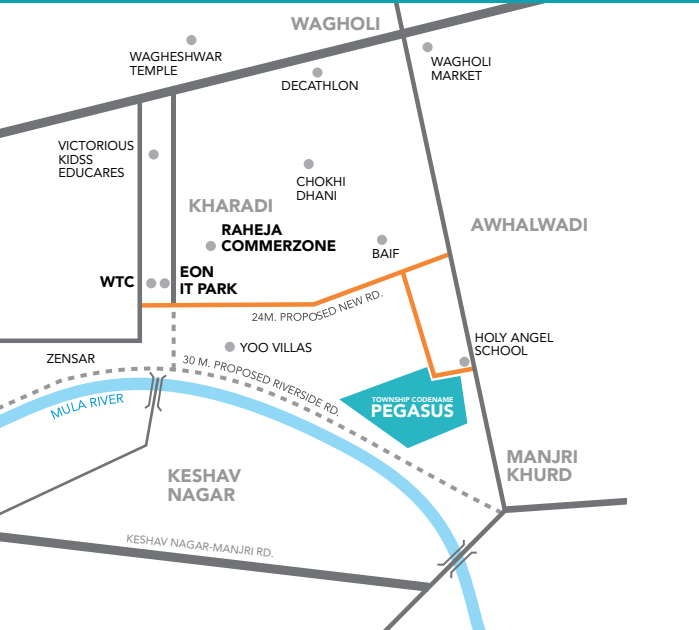 WAGHOLI
WAGHESHWAR
TEMPLE
WAGHOLI
MARKET
DECATHLON
VICTORIOUS
KIDSS
EDUCARES
CHOKHI
DHANI
KHARADI
RAHEJA
COMMERZONE
AWHALWADI
BAIF
WTC
EON
IT PARK
24M. PROPOSED NEW RD.
HOLY ANGEL
SCHOOL
YOO VILLAS
ZENSAR
30 M. PROPOSED RIVERSIDE RD.
MULA RIVER
TOWNSHIP CODENAME
PEGASUS
MANJRI
KHURD
KESHAV
NAGAR
KESHAV NAGAR-MANJRI RD.